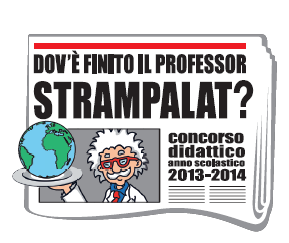 DOV'È FINITO IL PROFESSOR
STRAMPALAT?
concorso
didattico
anno scolastico
2013-2014